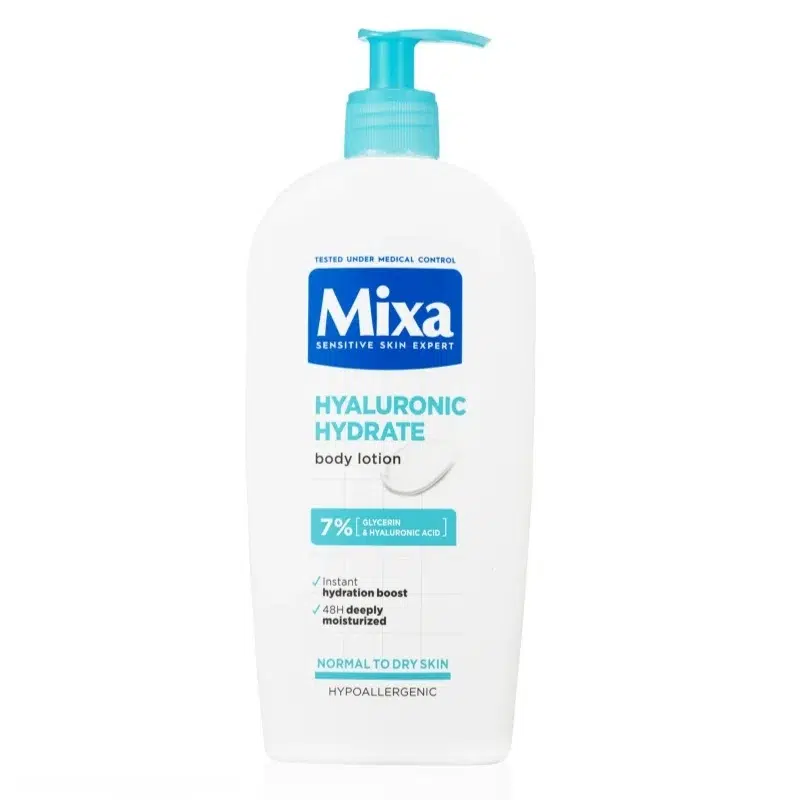 TESTED UNDER MEDICAL CONTROL
Mixa
SENSITIVE SKIN EXPERT
HYALURONIC
HYDRATE
body lotion
7% [GLYCERIN
& HYALURONIC ACID]
✓Instant
hydration boost
✓48H deeply
moisturized
NORMAL TO DRY SKIN
HYPOALLERGENIC